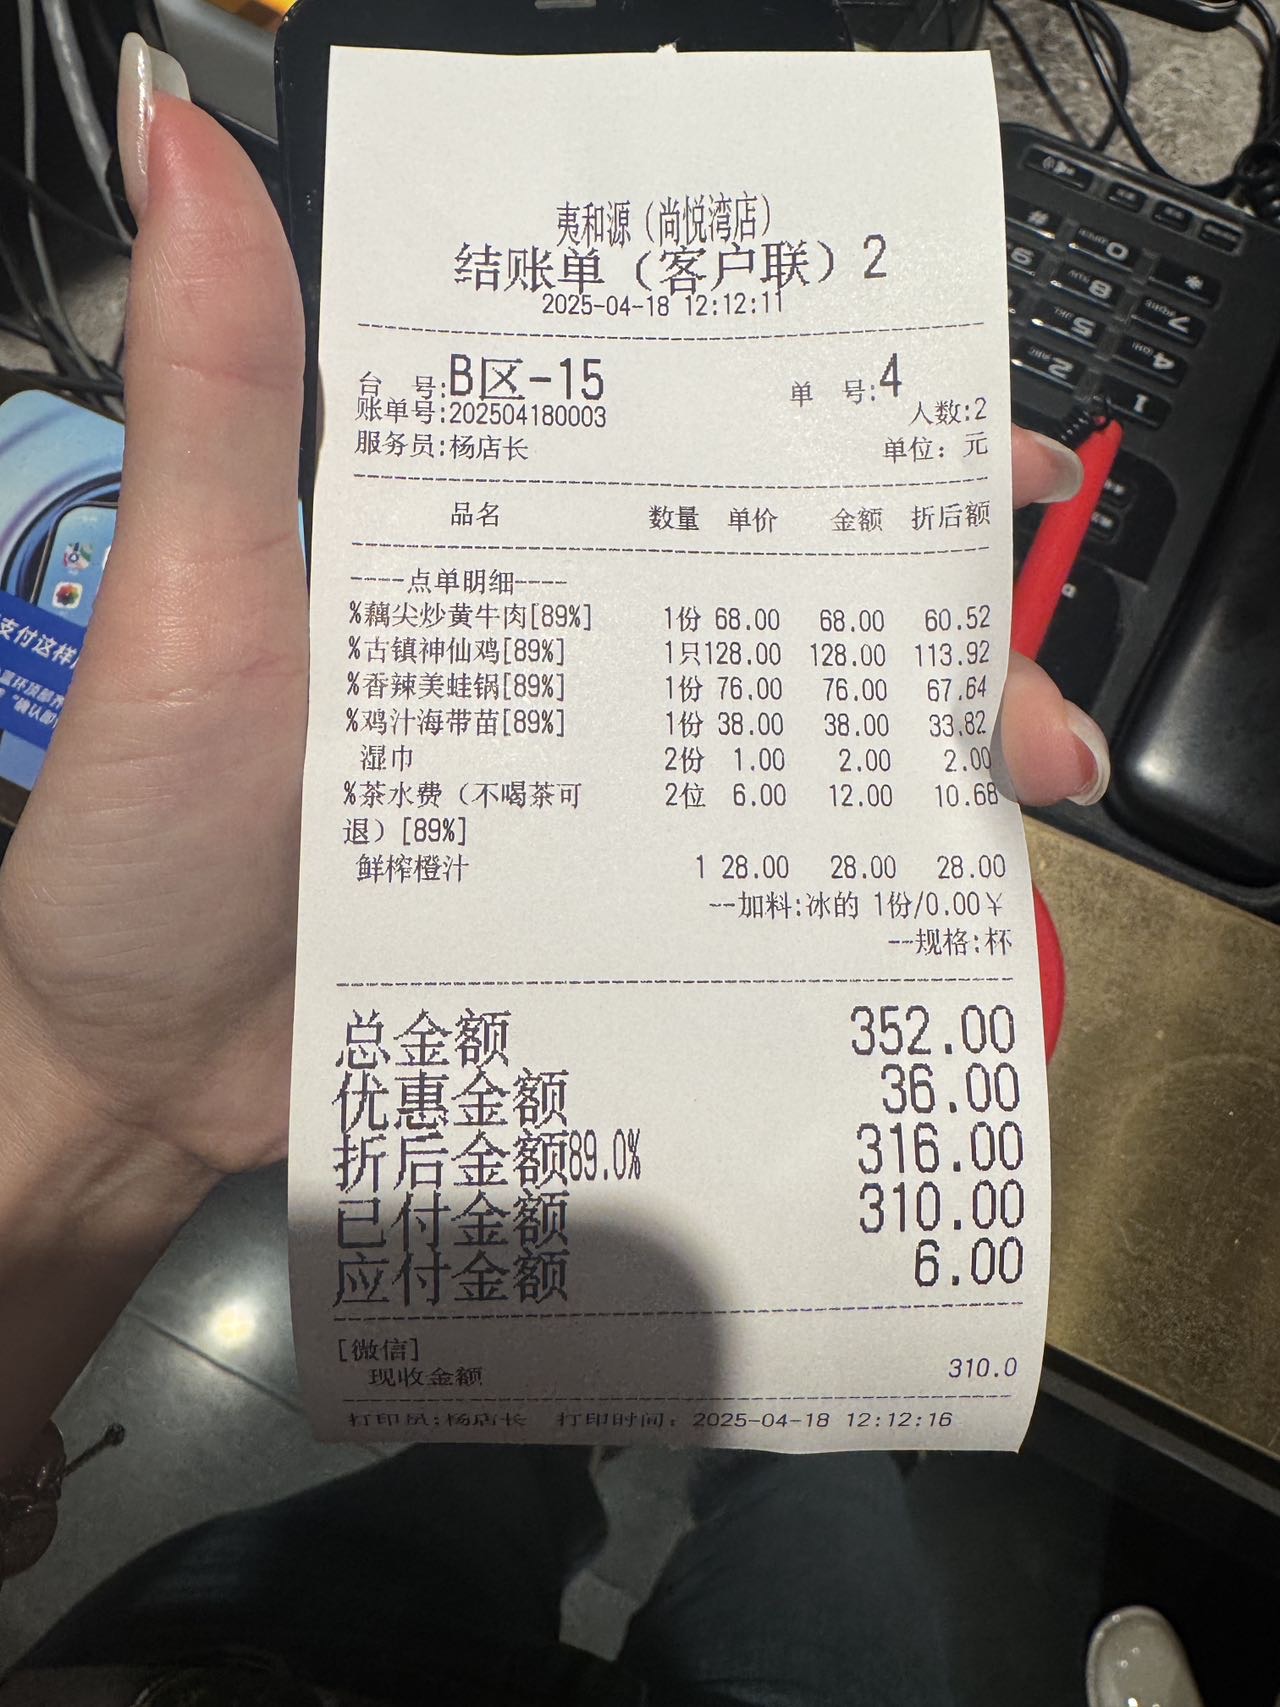 夷和源（尚悦湾店）
结账单（客户联）2
2025-04-18 12:12:11
台 号:B区-15 单 号:4
账单号:202504180003 人数:2
服务员:杨店长 单位: 元
品名 数量 单价 金额 折后额
----点单明细----
%藕尖炒黄牛肉[89%] 1份 68.00 68.00 60.52
%古镇神仙鸡[89%] 1只128.00 128.00 113.92
%香辣美蛙锅[89%] 1份 76.00 76.00 67.64
%鸡汁海带苗[89%] 1份 38.00 38.00 33.82
湿巾 2份 1.00 2.00 2.00
%茶水费（不喝茶可 2位 6.00 12.00 10.68
退）[89%]
鲜榨橙汁 1 28.00 28.00 28.00
--加料:冰的 1份/0.00¥
--规格:杯
总金额 352.00
优惠金额 36.00
折后金额89.0% 316.00
已付金额 310.00
应付金额 6.00
[微信]
现收金额 310.0
打印员:杨店长 打印时间: 2025-04-18 12:12:16
支付这样